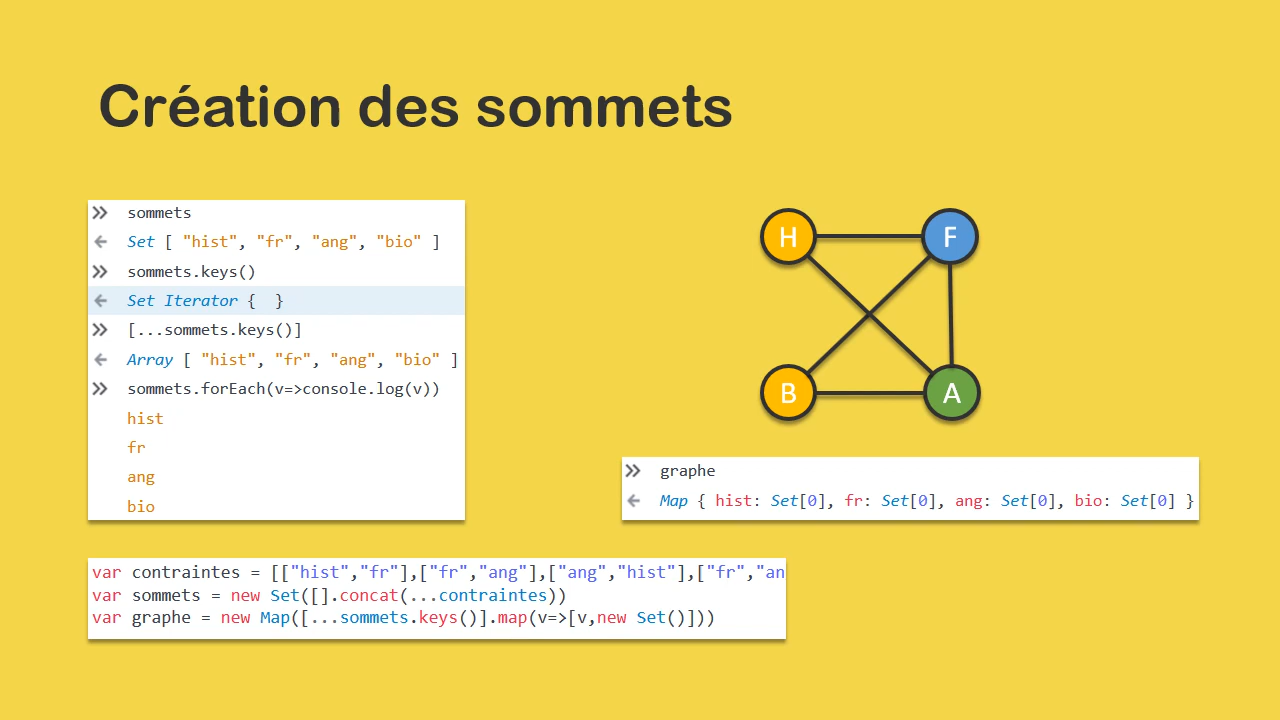 Création des sommets
sommets
Set [ "hist", "fr", "ang", "bio" ]
sommets.keys()
Set Iterator {  }
[...sommets.keys()]
Array [ "hist", "fr", "ang", "bio" ]
sommets.forEach(v=>console.log(v))
hist
fr
ang
bio
H
F
B
A
graphe
Map { hist: Set[0], fr: Set[0], ang: Set[0], bio: Set[0] }
var contraintes = [["hist","fr"],["fr","ang"],["ang","hist"],["fr","an
var sommets = new Set([].concat(...contraintes))
var graphe = new Map([...sommets.keys()].map(v=>[v,new Set()]))